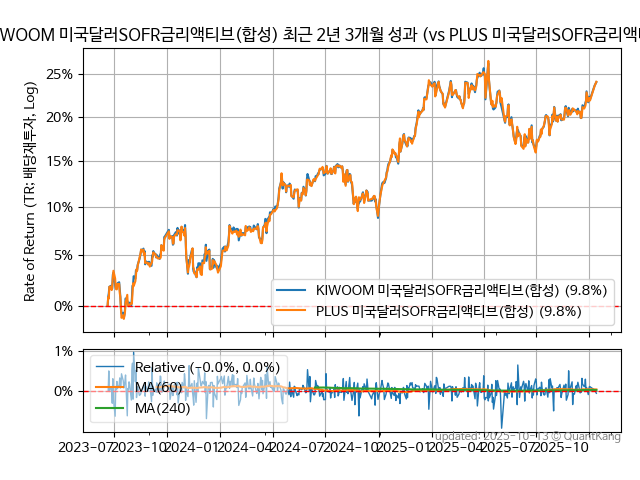 WOOM 미국달러SOFR금리액티브(합성) 최근 2년 3개월 성과 (vs PLUS 미국달러SOFR금리액티
Rate of Return (TR: 배당재투자, Log)
25%
20%
15%
10%
5%
0%
KIWOOM 미국달러SOFR금리액티브(합성) (9.8%)
PLUS 미국달러SOFR금리액티브(합성) (9.8%)
1%
0%
Relative (-0.0%, 0.0%)
MA(60)
MA(240)
2023-07
2023-10
2024-01
2024-04
2024-07
2024-10
2025-01
2025-04
2025-07
2025-10
updated: 2025-10-13 © QuantKang